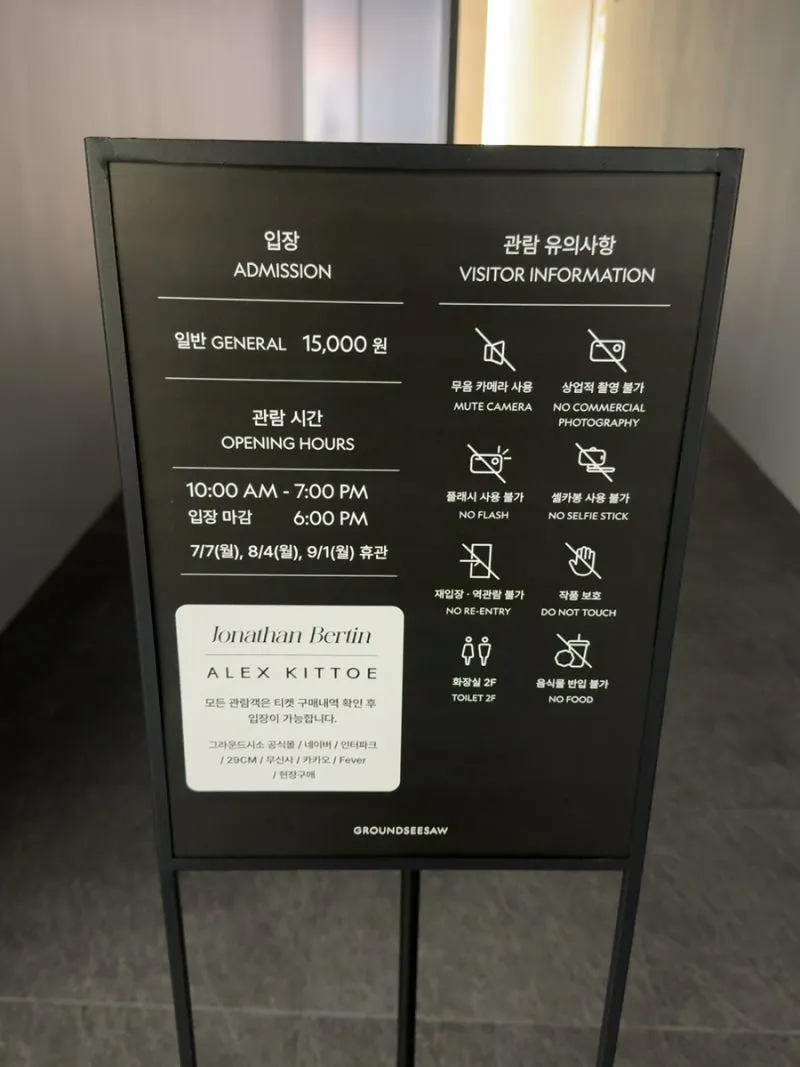 입장
ADMISSION
일반 GENERAL 15,000 원
관람 시간
OPENING HOURS
10:00 AM - 7:00 PM
입장 마감 6:00 PM
7/7(월), 8/4(월), 9/1(월) 휴관
Jonathan Bertin
ALEX KITTOE
모든 관람객은 티켓 구매내역 확인 후
입장이 가능합니다.
그라운드시소 공식몰 / 네이버 / 인터파크
/ 29CM / 무신사 / 카카오 / Fever
/ 현장구매
관람 유의사항
VISITOR INFORMATION
무음 카메라 사용
MUTE CAMERA
상업적 촬영 불가
NO COMMERCIAL
PHOTOGRAPHY
플래시 사용 불가
NO FLASH
셀카봉 사용 불가
NO SELFIE STICK
재입장 · 역관람 불가
NO RE-ENTRY
작품 보호
DO NOT TOUCH
화장실 2F
TOILET 2F
음식물 반입 불가
NO FOOD
GROUNDSEESAW